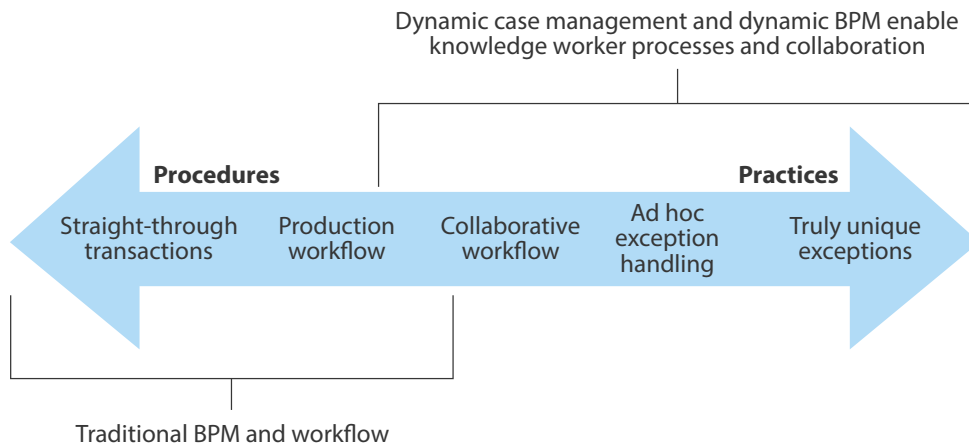 Dynamic case management and dynamic BPM enable
knowledge worker processes and collaboration
Procedures
Practices
Straight-through
transactions
Production
workflow
Collaborative
workflow
Ad hoc
exception
handling
Truly unique
exceptions
Traditional BPM and workflow